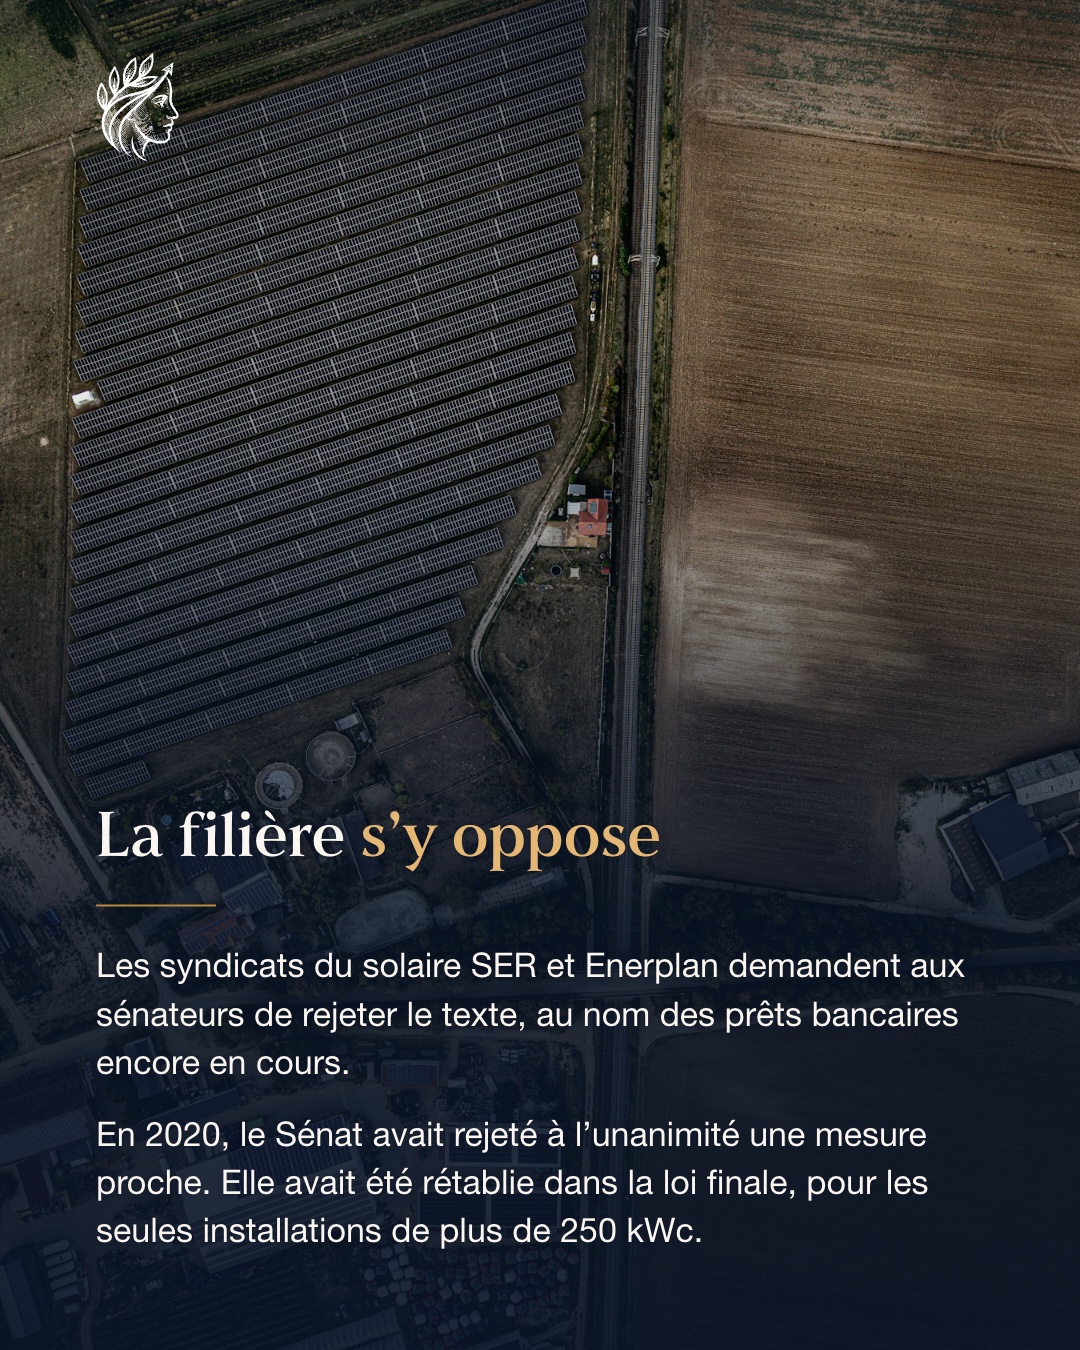 La filière s’y oppose
Les syndicats du solaire SER et Enerplan demandent aux
sénateurs de rejeter le texte, au nom des prêts bancaires
encore en cours.
En 2020, le Sénat avait rejeté à l’unanimité une mesure
proche. Elle avait été rétablie dans la loi finale, pour les
seules installations de plus de 250 kWc.